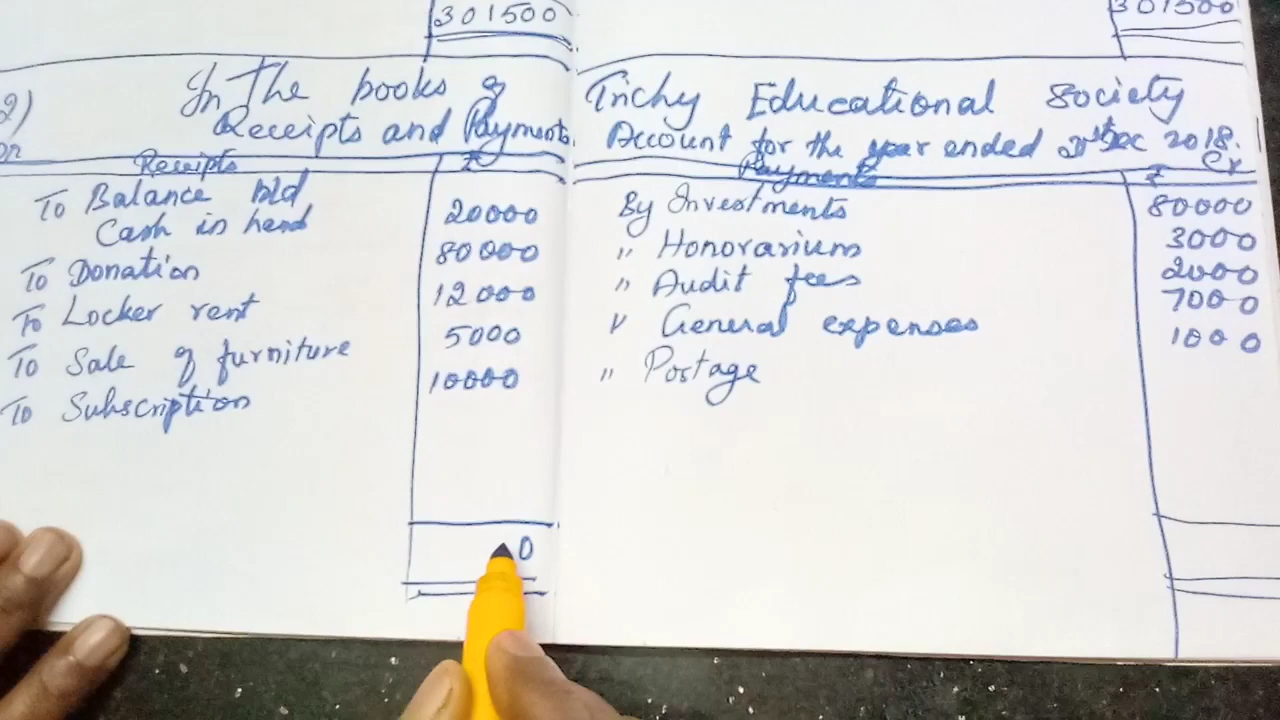 301500 301500
2) In The books of Trichy Educational Society
Receipts and Payments Account for the year ended 31st Dec 2018.
Dr Receipts ₹ Payments ₹ Cr
To Balance b/d
Cash in hand 20000 By Investments 80000
To Donation 80000 " Honorarium 3000
To Locker rent 12000 " Audit fees 2000
To Sale of furniture 5000 " General expenses 7000
To Subscription 10000 " Postage 1000
0